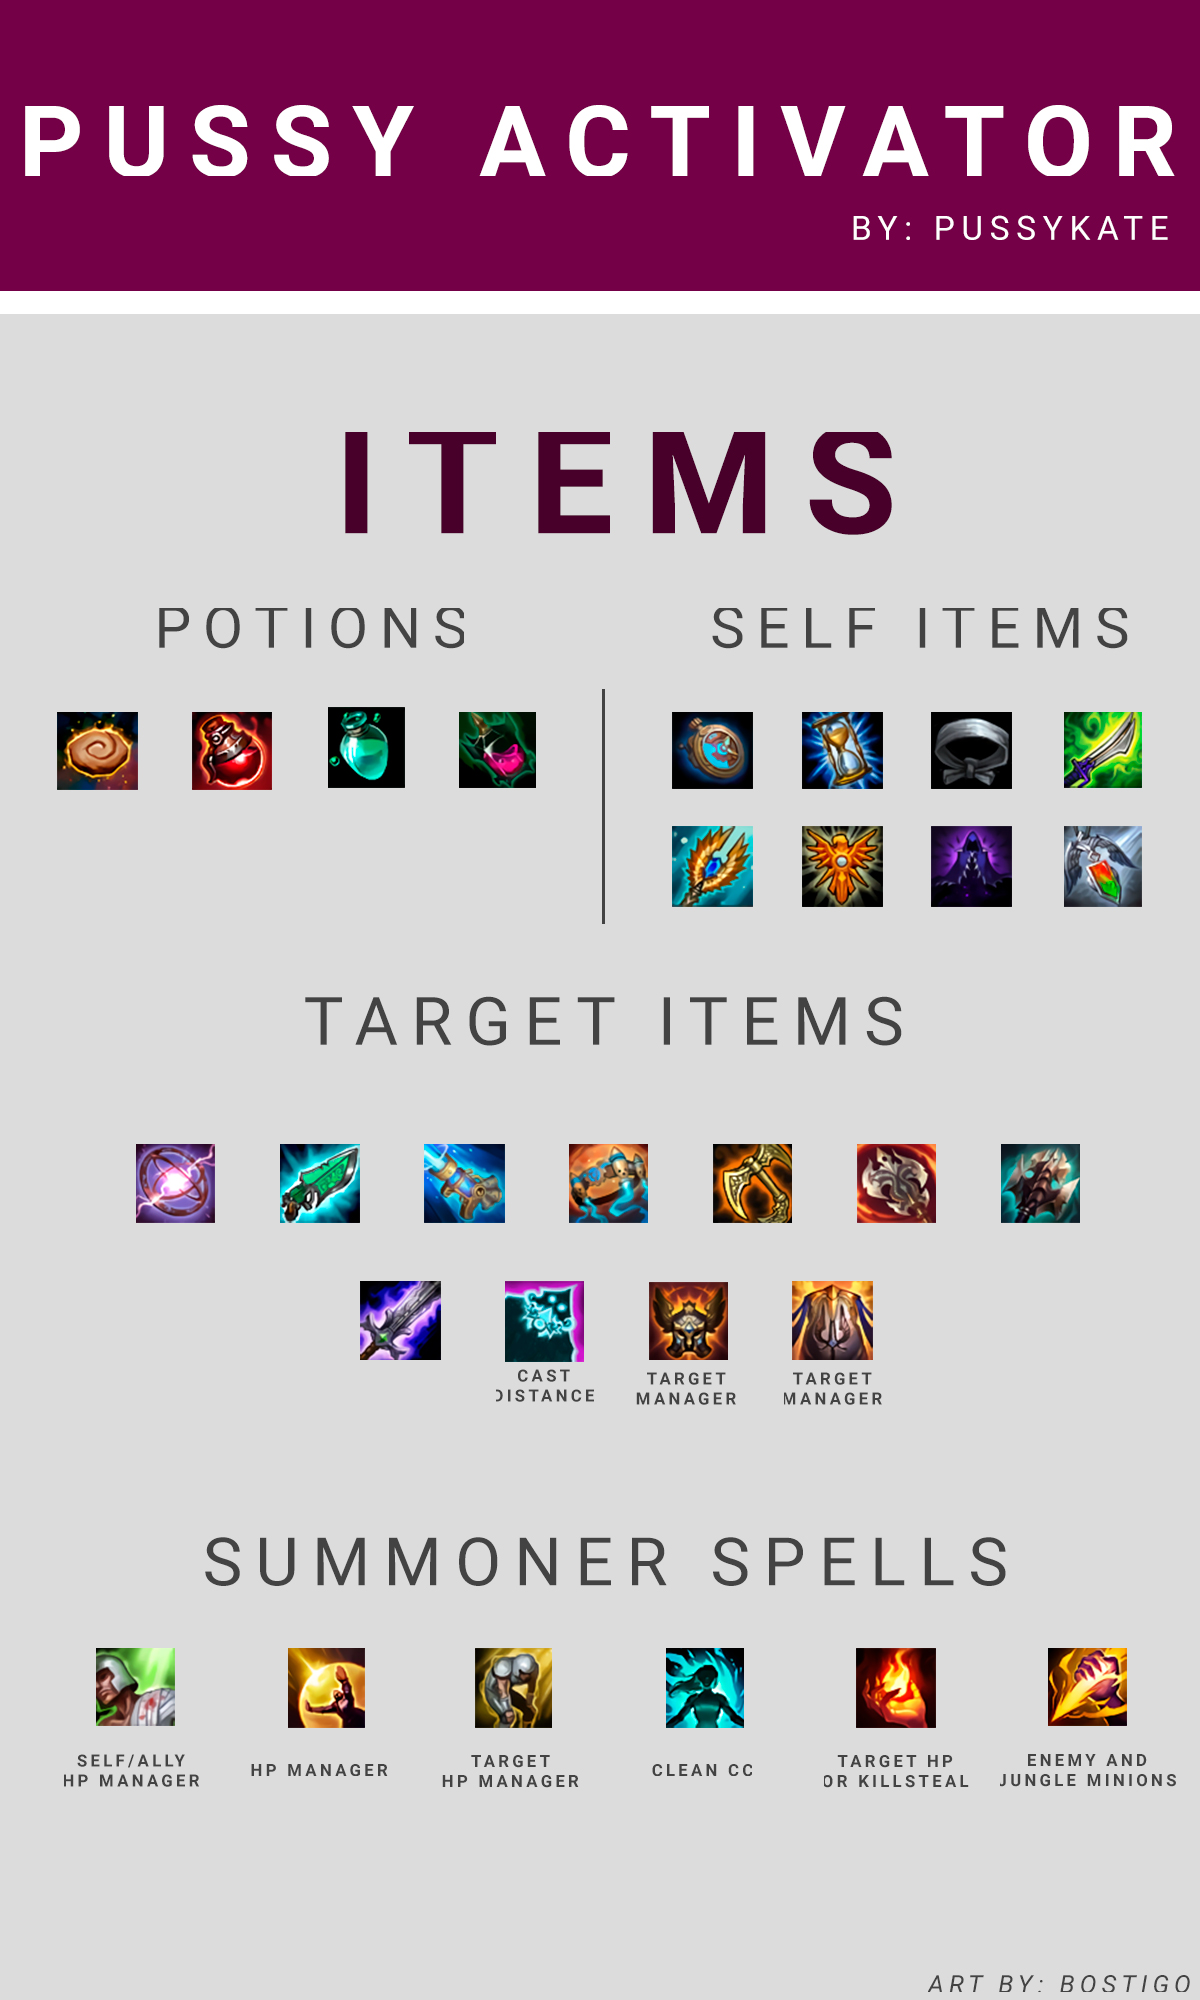 PUSSY ACTIVATOR
BY: PUSSYKATE
ITEMS
POTIONS
SELF ITEMS
TARGET ITEMS
CAST
DISTANCE
TARGET
MANAGER
TARGET
MANAGER
SUMMONER SPELLS
SELF/ALLY
HP MANAGER
HP MANAGER
TARGET
HP MANAGER
CLEAN CC
TARGET HP
OR KILLSTEAL
ENEMY AND
JUNGLE MINIONS
ART BY: BOSTIGO